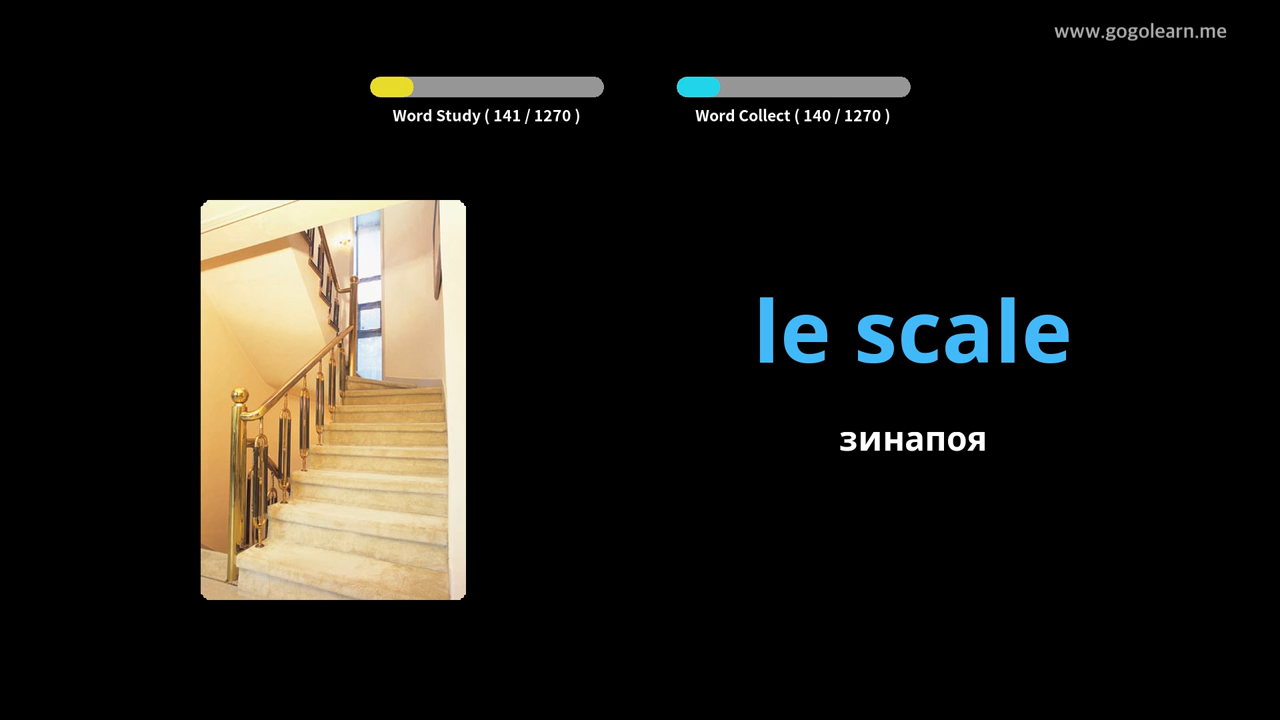 www.gogolearn.me
Word Study ( 141 / 1270 )
Word Collect ( 140 / 1270 )
le scale
зинапоя